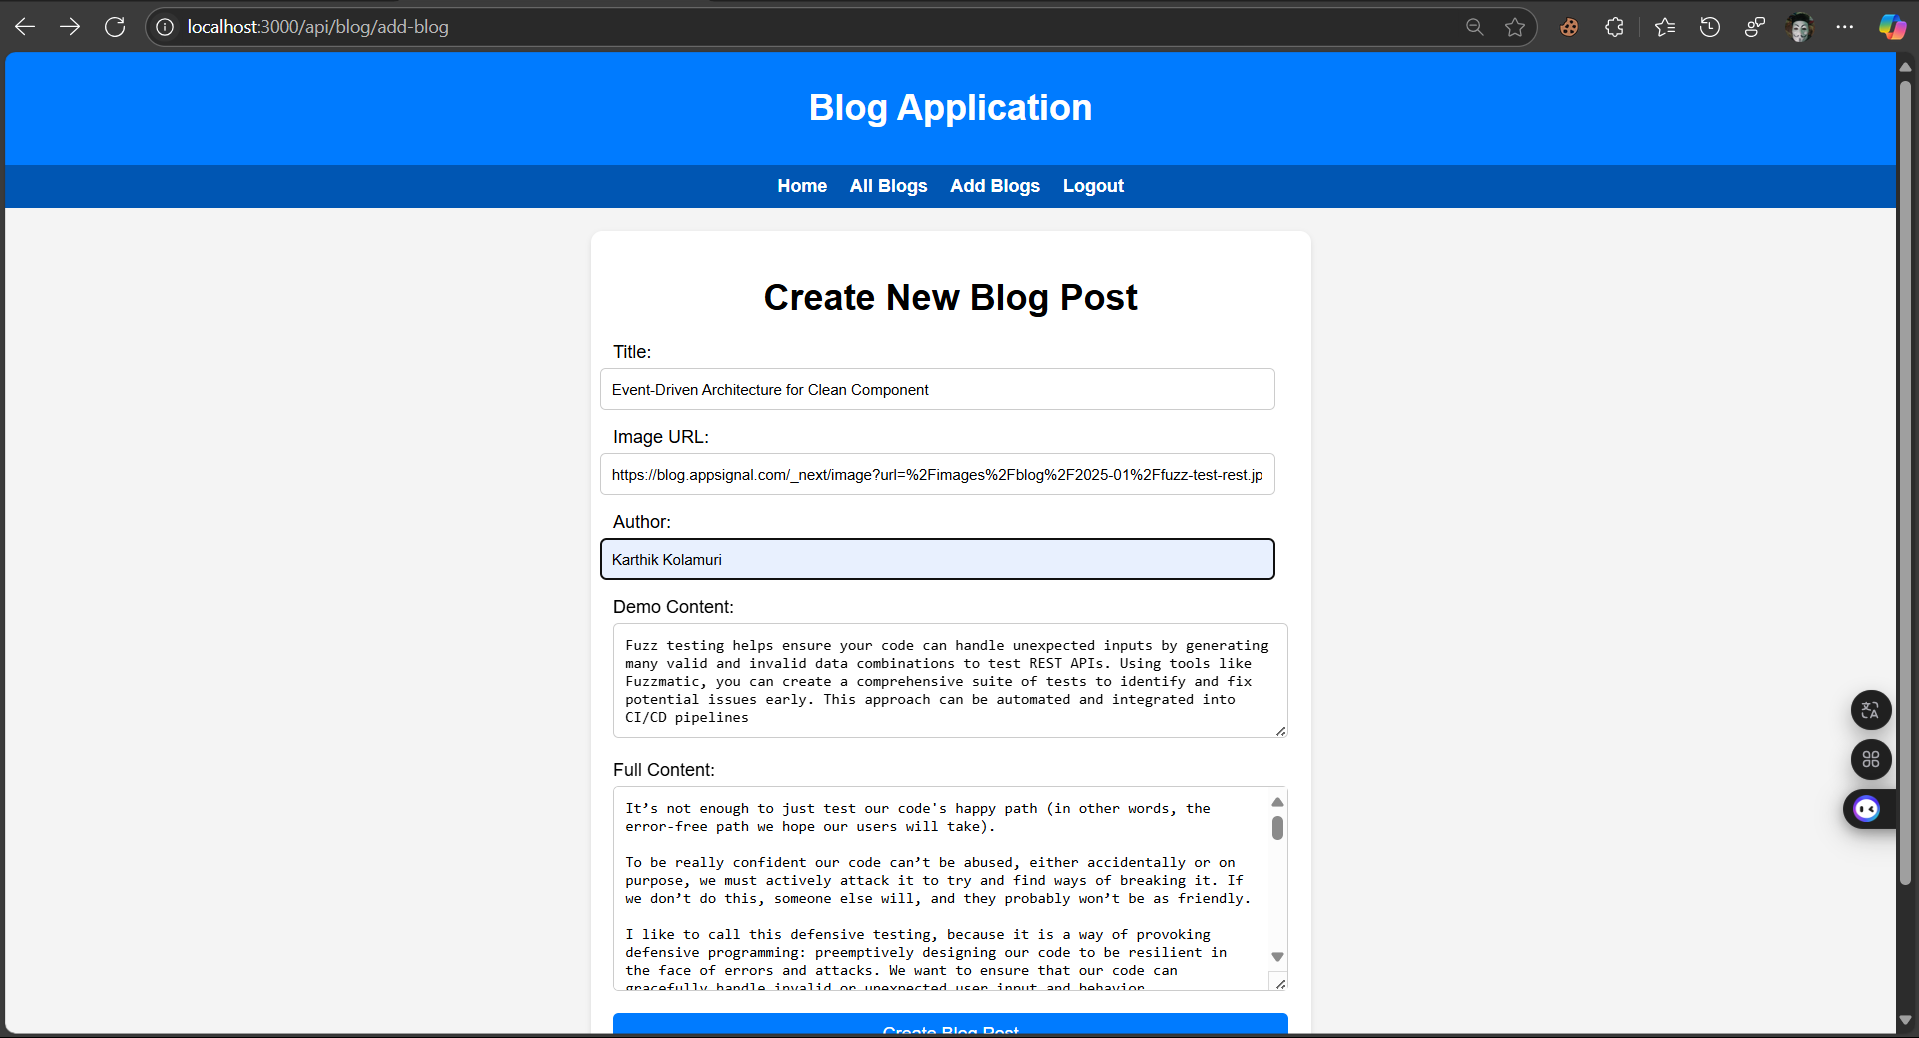 localhost:3000/api/blog/add-blog
Blog Application
Home All Blogs Add Blogs Logout
Create New Blog Post
Title:
Event-Driven Architecture for Clean Component
Image URL:
https://blog.appsignal.com/_next/image?url=%2Fimages%2Fblog%2F2025-01%2Ffuzz-test-rest.jp
Author:
Karthik Kolamuri
Demo Content:
Fuzz testing helps ensure your code can handle unexpected inputs by generating
many valid and invalid data combinations to test REST APIs. Using tools like
Fuzzmatic, you can create a comprehensive suite of tests to identify and fix
potential issues early. This approach can be automated and integrated into
CI/CD pipelines
Full Content:
It’s not enough to just test our code's happy path (in other words, the
error-free path we hope our users will take).
To be really confident our code can’t be abused, either accidentally or on
purpose, we must actively attack it to try and find ways of breaking it. If
we don’t do this, someone else will, and they probably won’t be as friendly.
I like to call this defensive testing, because it is a way of provoking
defensive programming: preemptively designing our code to be resilient in
the face of errors and attacks. We want to ensure that our code can
gracefully handle invalid or unexpected user input and behavior
Create Blog Post